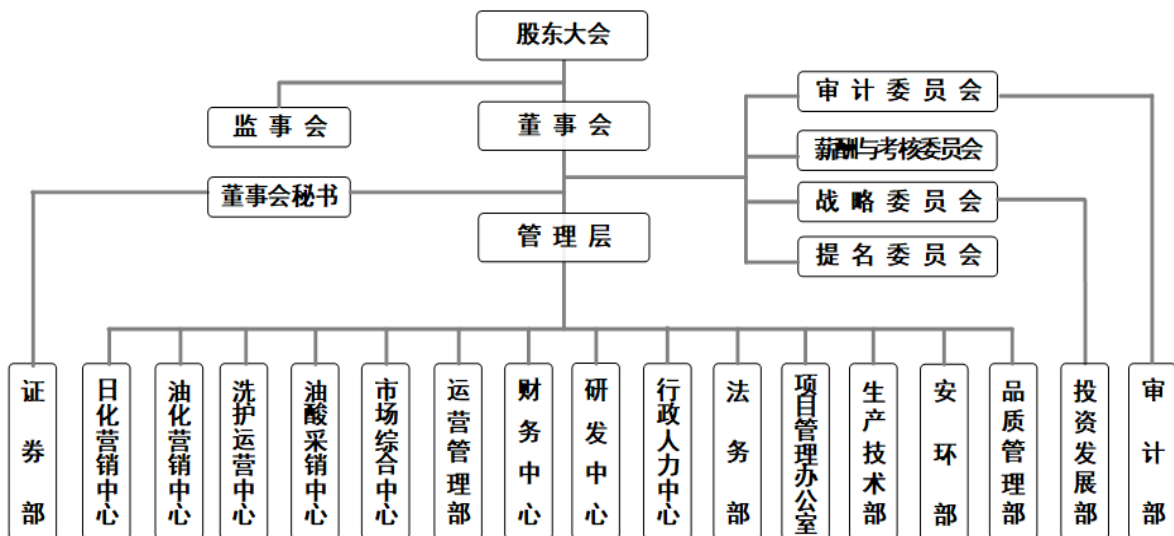 股东大会
监事会
董事会
审计委员会
薪酬与考核委员会
董事会秘书
战略委员会
管理层
提名委员会
证券部
日化营销中心
油化营销中心
洗护运营中心
油酸采销中心
市场综合中心
运营管理部
财务中心
研发中心
行政人力中心
法务部
项目管理办公室
生产技术部
安环部
品质管理部
投资发展部
审计部